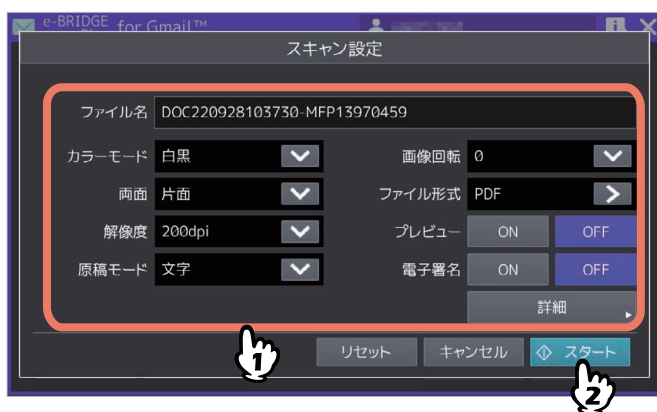 e-BRIDGE for Gmail™
スキャン設定
ファイル名 DOC220928103730-MFP13970459
カラーモード 白黒 画像回転 0
両面 片面 ファイル形式 PDF
解像度 200dpi プレビュー ON OFF
原稿モード 文字 電子署名 ON OFF
詳細
1
リセット キャンセル スタート
2